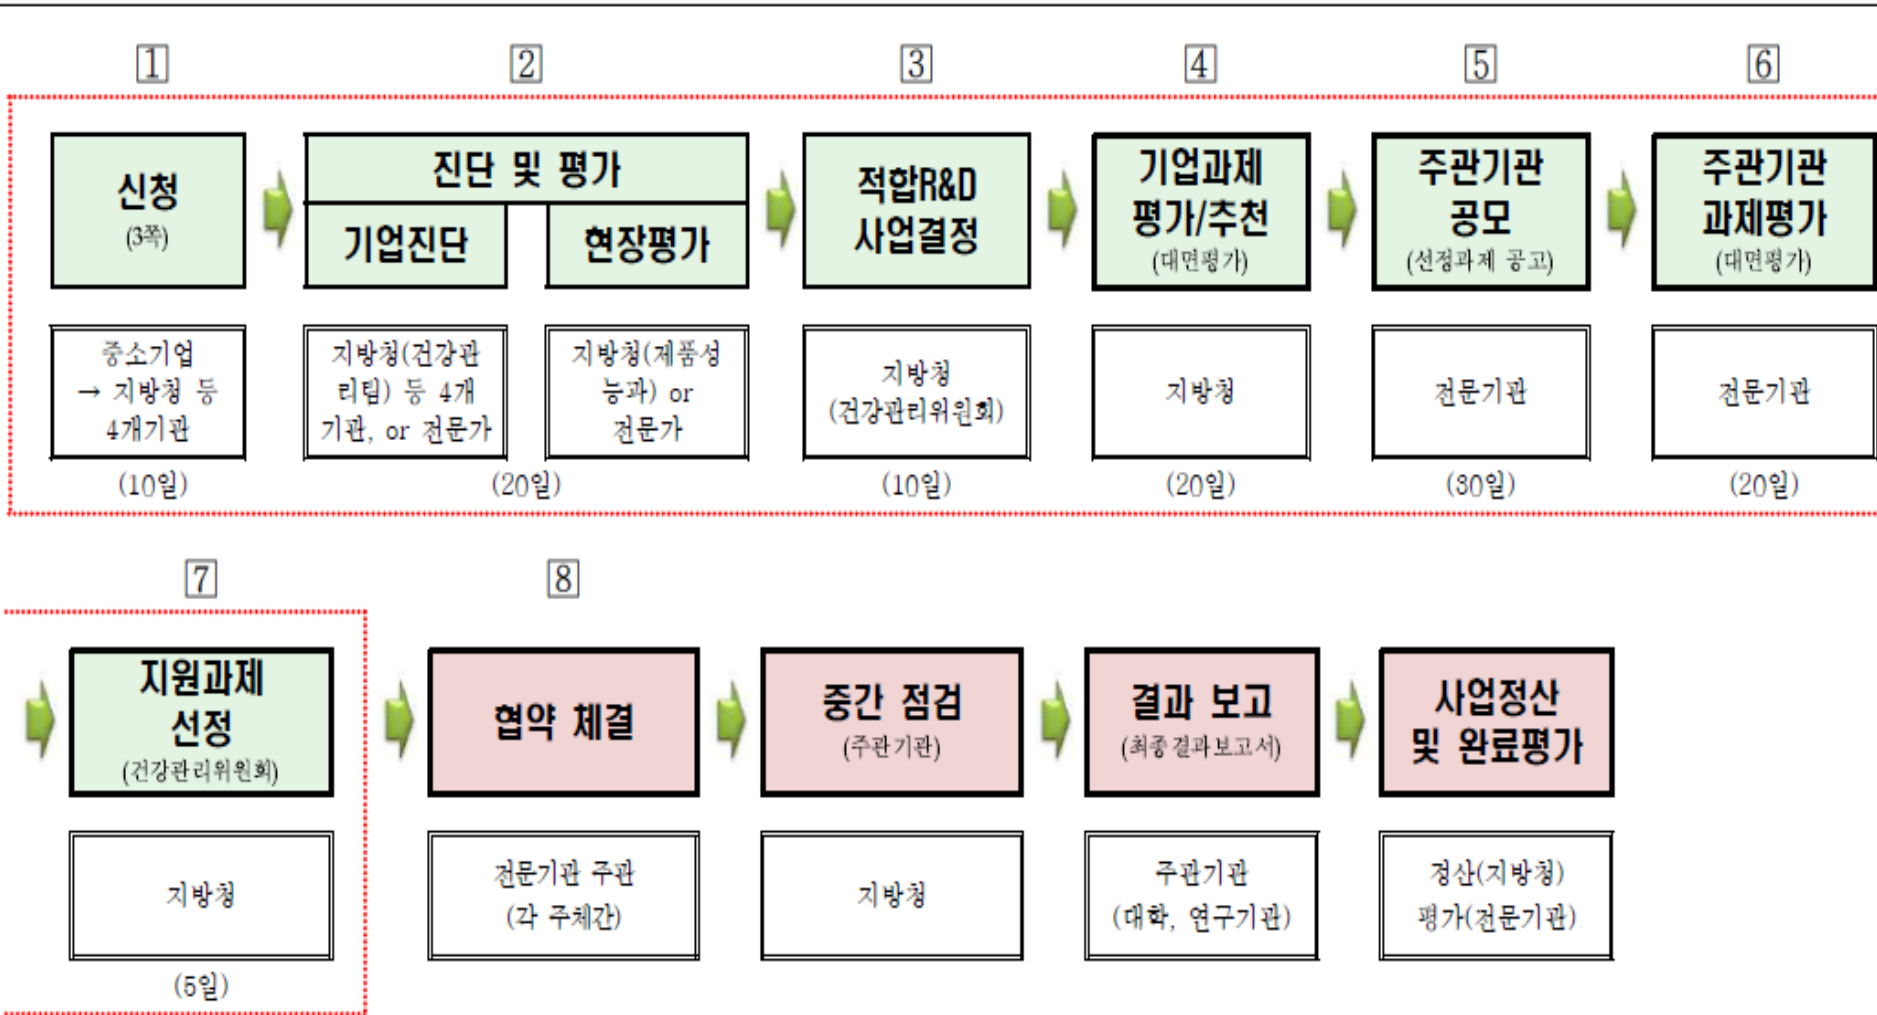 1 2 3 4 5 6
신청
(3쪽)
진단 및 평가
기업진단
현장평가
적합R&D
사업결정
기업과제
평가/추천
(대면평가)
주관기관
공모
(선정과제 공고)
주관기관
과제평가
(대면평가)
중소기업
→ 지방청 등
4개기관
지방청(건강관
리팀) 등 4개
기관, or 전문가
지방청(제품성
능과) or
전문가
지방청
(건강관리위원회)
지방청
전문기관
전문기관
(10일)
(20일)
(10일)
(20일)
(30일)
(20일)
7 8
지원과제
선정
(건강관리위원회)
협약 체결
중간 점검
(주관기관)
결과 보고
(최종결과보고서)
사업정산
및 완료평가
지방청
전문기관 주관
(각 주체간)
지방청
주관기관
(대학, 연구기관)
정산(지방청)
평가(전문기관)
(5일)